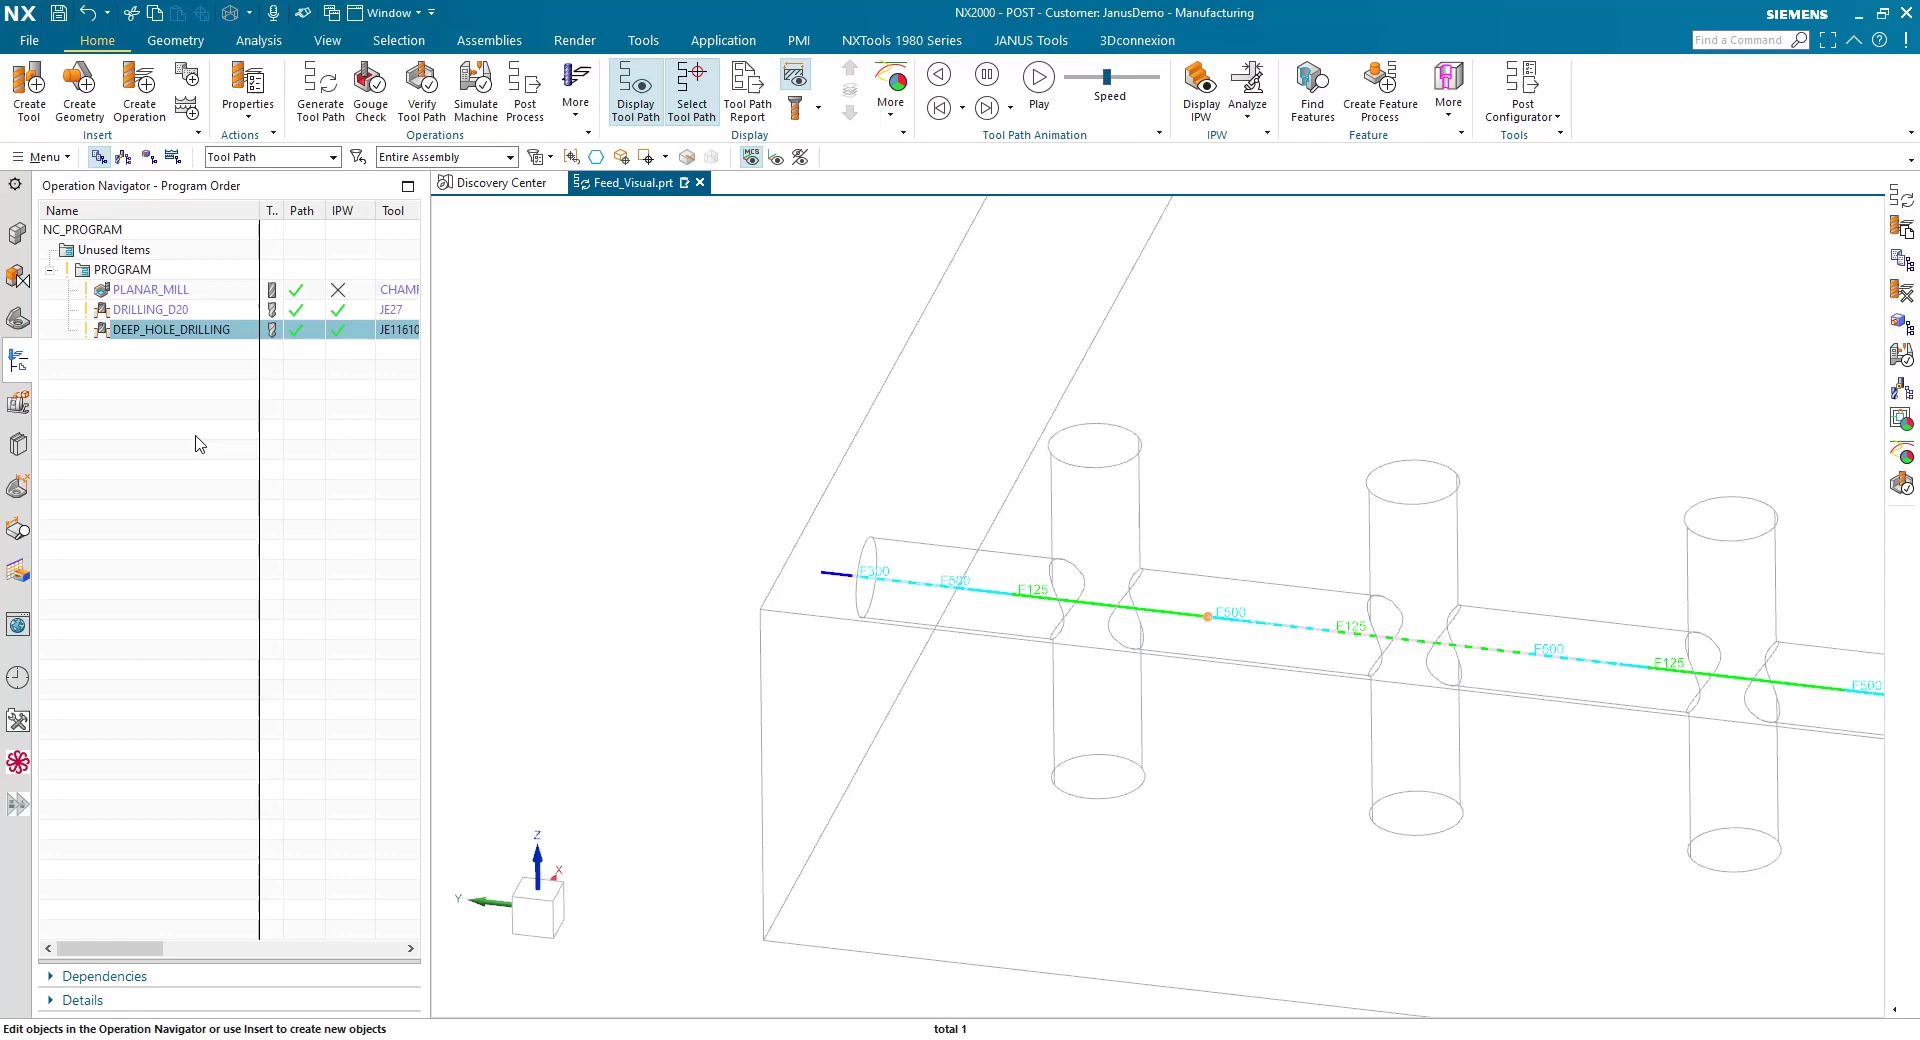 NX
Window
NX2000 - POST - Customer: JanusDemo - Manufacturing
SIEMENS
File
Home
Geometry
Analysis
View
Selection
Assemblies
Render
Tools
Application
PMI
NXTools 1980 Series
JANUS Tools
3Dconnexion
Find a Command
Create Tool
Create Geometry
Create Operation
Properties
Generate Tool Path
Gouge Check
Verify Tool Path
Simulate Machine
Post Process
More
Display Tool Path
Select Tool Path
Tool Path Report
More
Play
Speed
Display IPW
Analyze
Find Features
Create Feature Process
More
Post Configurator
Insert
Actions
Operations
Display
Tool Path Animation
IPW
Feature
Tools
Menu
Tool Path
Entire Assembly
MCS
Operation Navigator - Program Order
Discovery Center
Feed_Visual.prt
Name
T..
Path
IPW
Tool
NC_PROGRAM
Unused Items
PROGRAM
PLANAR_MILL
CHAMF
DRILLING_D20
JE27
DEEP_HOLE_DRILLING
JE11610
F300
F500
F125
F500
F125
F500
F125
F500
Z
X
Y
Dependencies
Details
Edit objects in the Operation Navigator or use Insert to create new objects
total 1